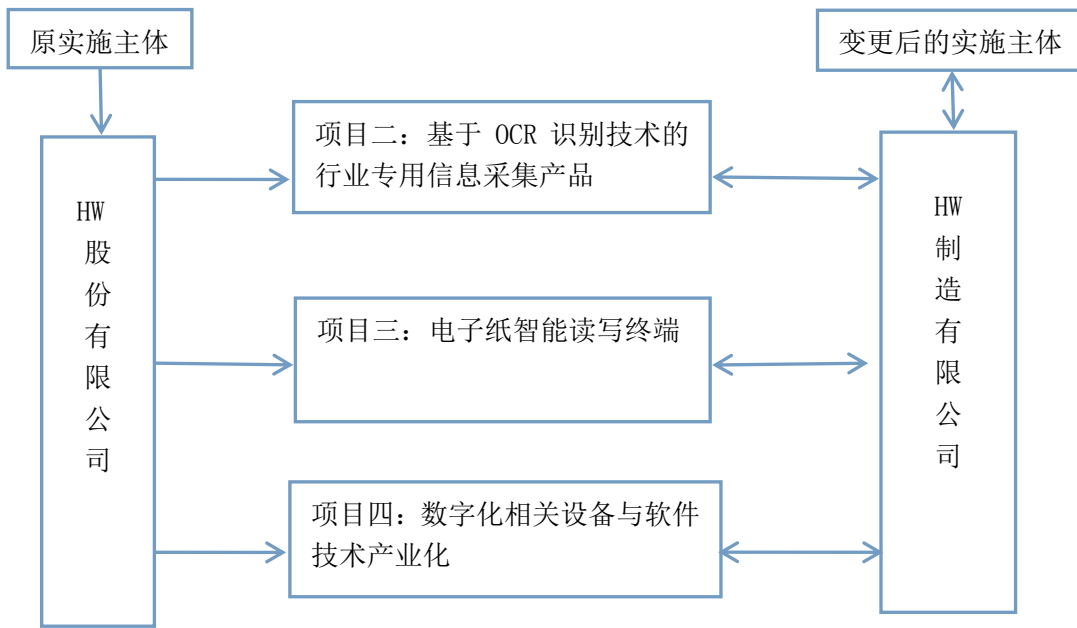 原实施主体
变更后的实施主体
HW
股
份
有
限
公
司
项目二：基于 OCR 识别技术的
行业专用信息采集产品
项目三：电子纸智能读写终端
项目四：数字化相关设备与软件
技术产业化
HW
制
造
有
限
公
司